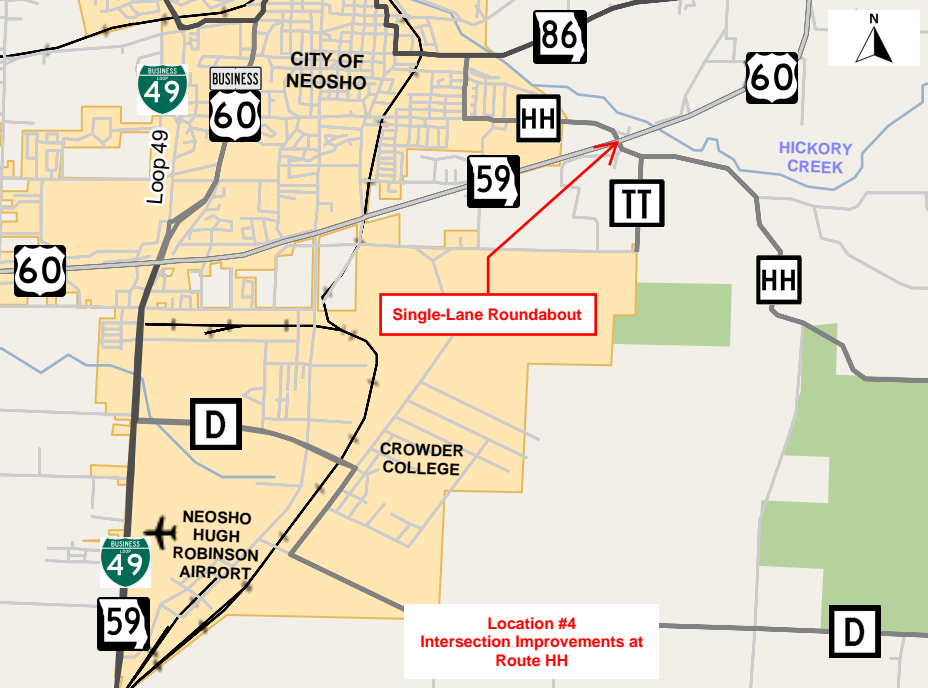 N
86
CITY OF
NEOSHO
BUSINESS
LOOP
49
BUSINESS
60
60
HH
HICKORY
CREEK
Loop 49
59
TT
60
HH
Single-Lane Roundabout
D
CROWDER
COLLEGE
NEOSHO
HUGH
ROBINSON
AIRPORT
BUSINESS
LOOP
49
59
Location #4
Intersection Improvements at
Route HH
D